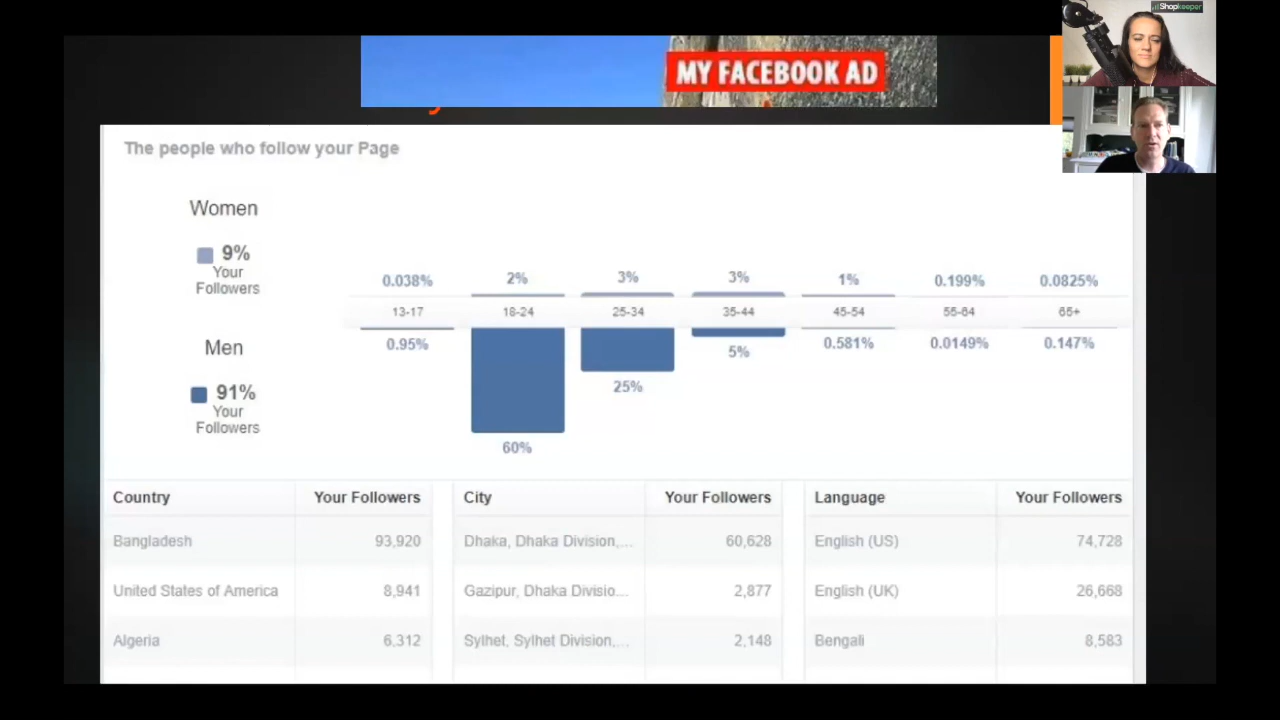 Shopkeeper
MY FACEBOOK AD
The people who follow your Page
Women
9%
Your
Followers
0.038% 2% 3% 3% 1% 0.199% 0.0825%
13-17 18-24 25-34 35-44 45-54 55-64 65+
0.95% 60% 25% 5% 0.581% 0.0149% 0.147%
Men
91%
Your
Followers
Country Your Followers City Your Followers Language Your Followers
Bangladesh 93,920 Dhaka, Dhaka Division,... 60,628 English (US) 74,728
United States of America 8,941 Gazipur, Dhaka Divisio... 2,877 English (UK) 26,668
Algeria 6,312 Sylhet, Sylhet Division,... 2,148 Bengali 8,583